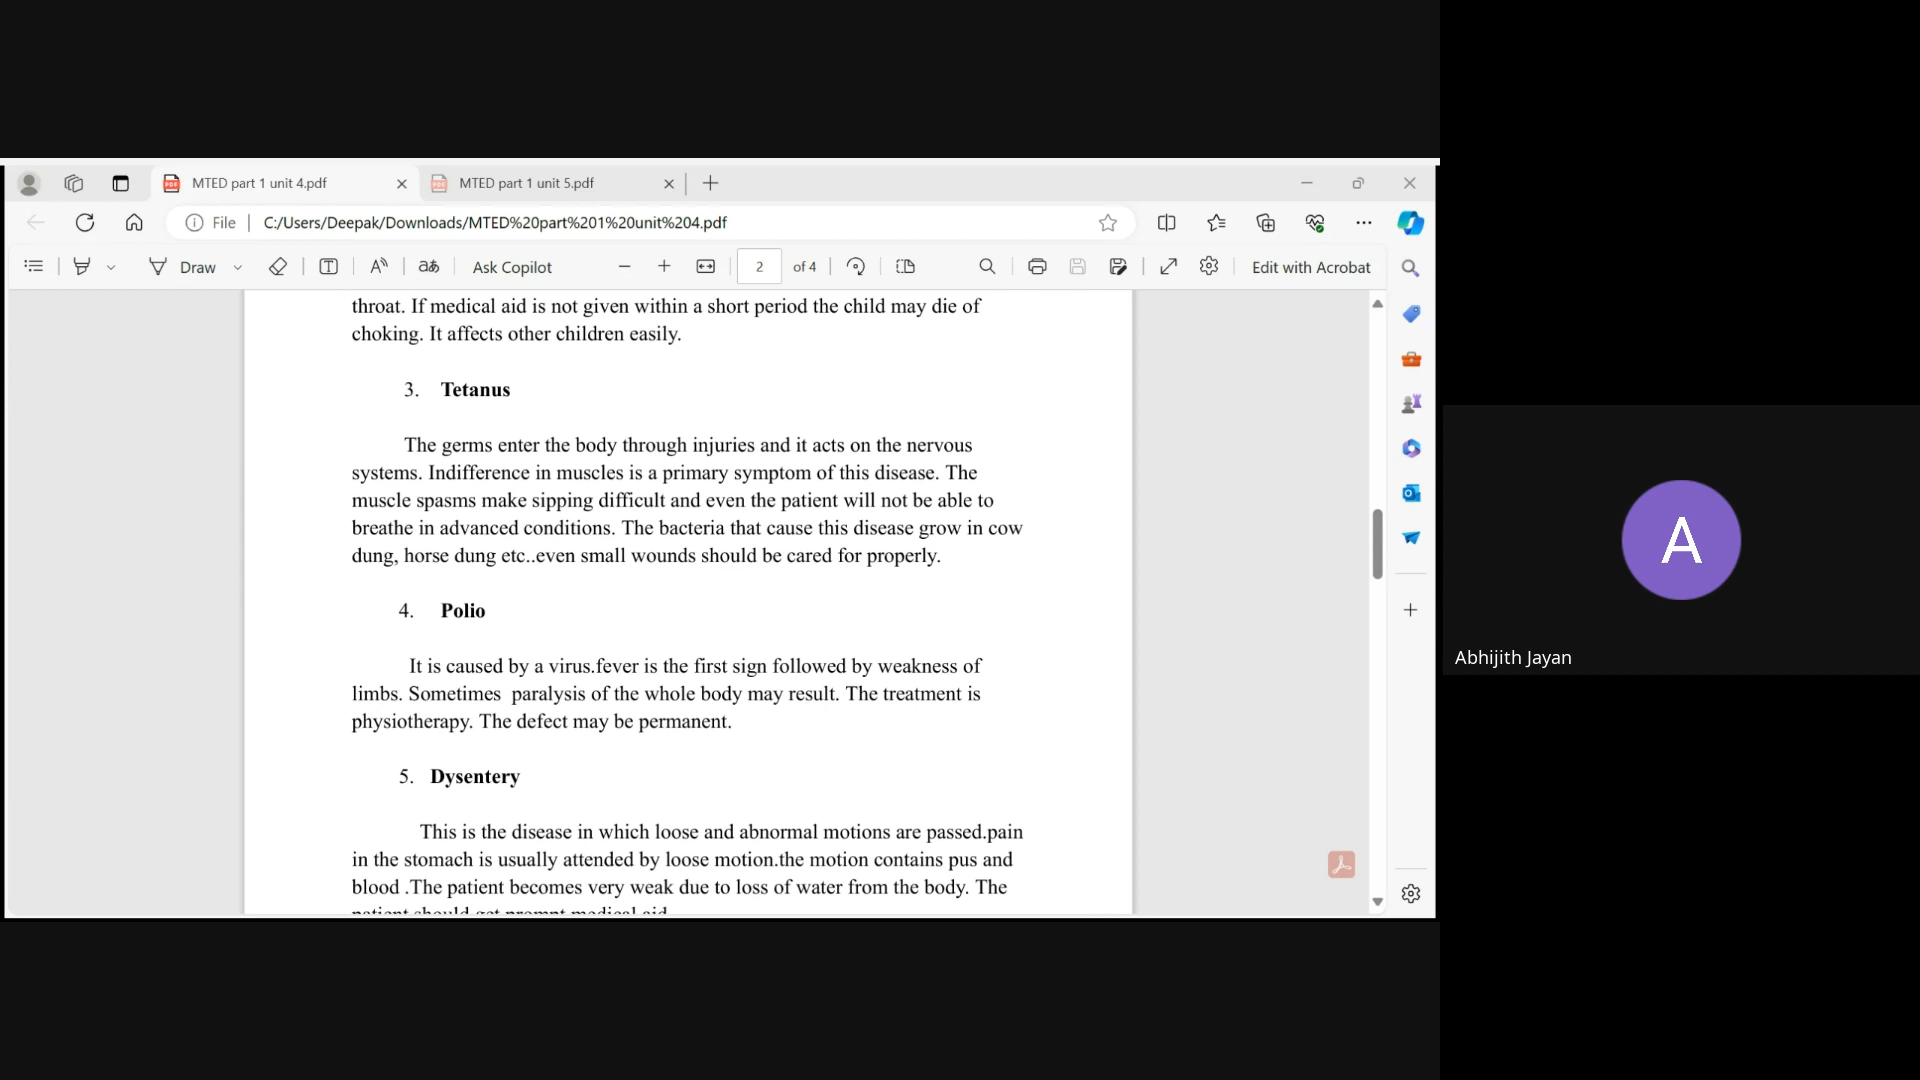 MTED part 1 unit 4.pdf
MTED part 1 unit 5.pdf
File
C:/Users/Deepak/Downloads/MTED%20part%201%20unit%204.pdf
Draw
Ask Copilot
2
of 4
Edit with Acrobat
throat. If medical aid is not given within a short period the child may die of
choking. It affects other children easily.
3. Tetanus
The germs enter the body through injuries and it acts on the nervous
systems. Indifference in muscles is a primary symptom of this disease. The
muscle spasms make sipping difficult and even the patient will not be able to
breathe in advanced conditions. The bacteria that cause this disease grow in cow
dung, horse dung etc..even small wounds should be cared for properly.
4. Polio
It is caused by a virus.fever is the first sign followed by weakness of
limbs. Sometimes paralysis of the whole body may result. The treatment is
physiotherapy. The defect may be permanent.
5. Dysentery
This is the disease in which loose and abnormal motions are passed.pain
in the stomach is usually attended by loose motion.the motion contains pus and
blood .The patient becomes very weak due to loss of water from the body. The
patient should get prompt medical aid
A
Abhijith Jayan